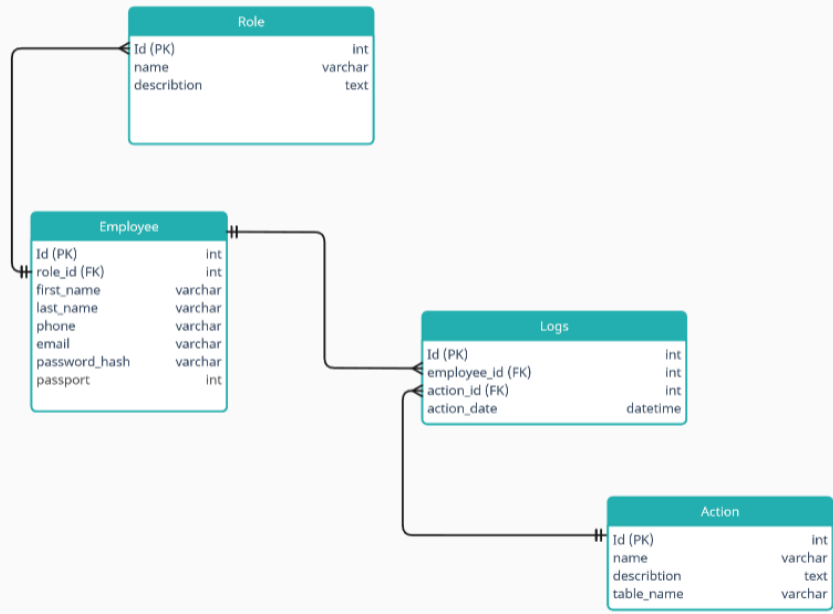 Role
Id (PK) int
name varchar
describtion text
Employee
Id (PK) int
role_id (FK) int
first_name varchar
last_name varchar
phone varchar
email varchar
password_hash varchar
passport int
Logs
Id (PK) int
employee_id (FK) int
action_id (FK) int
action_date datetime
Action
Id (PK) int
name varchar
describtion text
table_name varchar